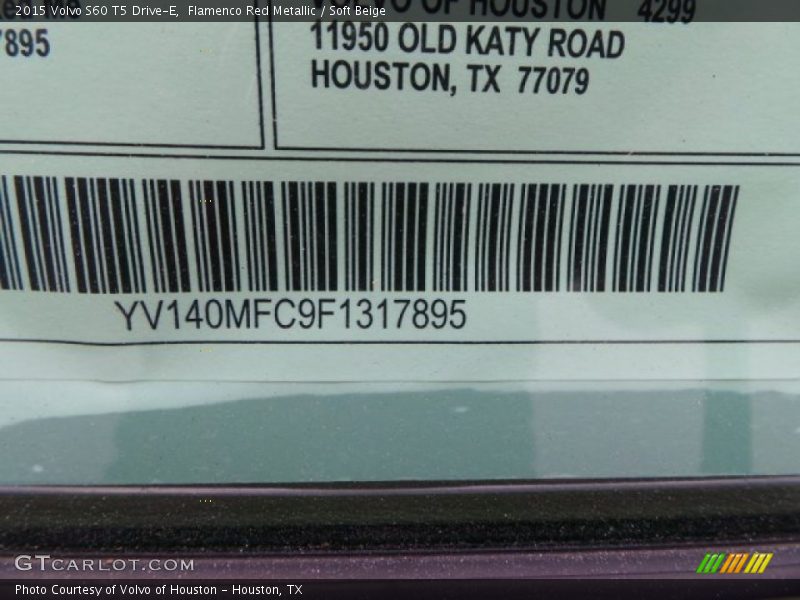 2015 Volvo S60 T5 Drive-E, Flamenco Red Metallic / Soft Beige
OF HOUSTON 4299
7895
11950 OLD KATY ROAD
HOUSTON, TX 77079
YV140MFC9F1317895
GTCARLOT.COM
Photo Courtesy of Volvo of Houston - Houston, TX